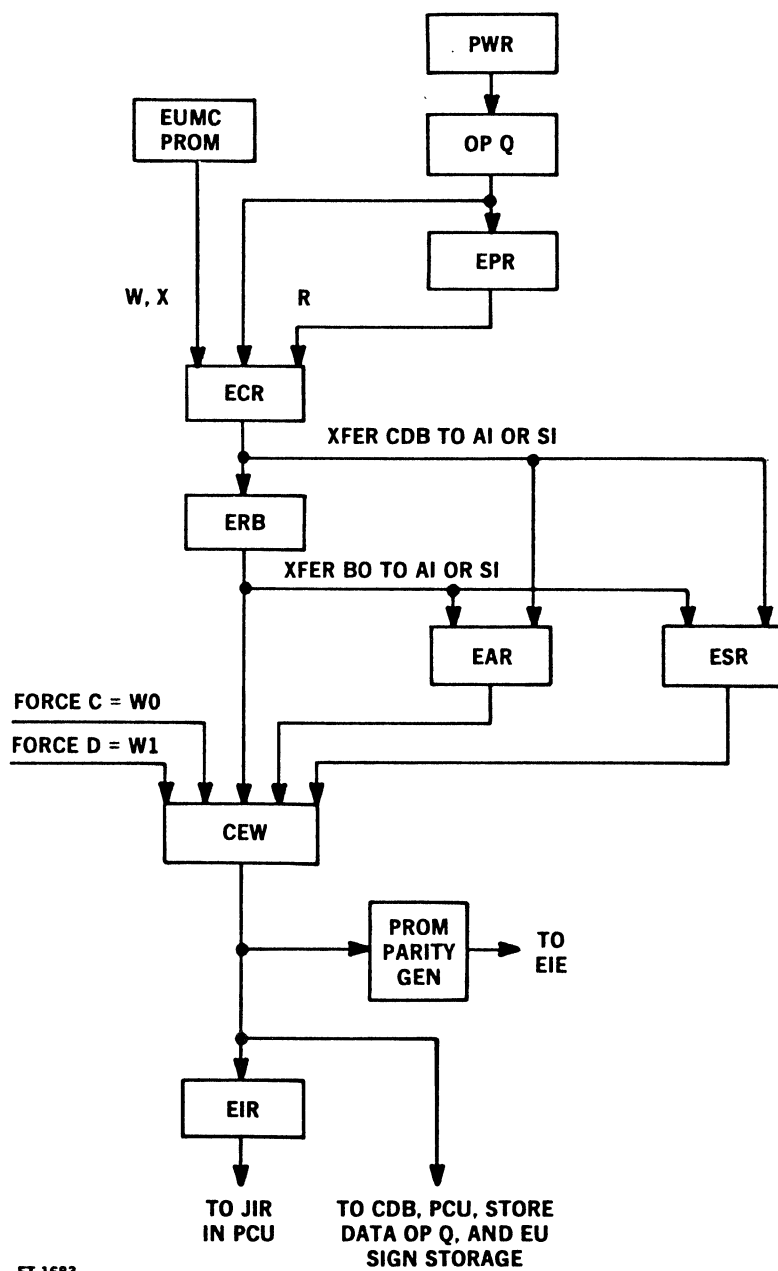 PWR
EUMC
PROM
OP Q
EPR
W, X
R
ECR
XFER CDB TO AI OR SI
ERB
XFER BO TO AI OR SI
EAR
ESR
FORCE C = W0
FORCE D = W1
CEW
PROM
PARITY
GEN
TO
EIE
EIR
TO JIR
IN PCU
TO CDB, PCU, STORE
DATA OP Q, AND EU
SIGN STORAGE